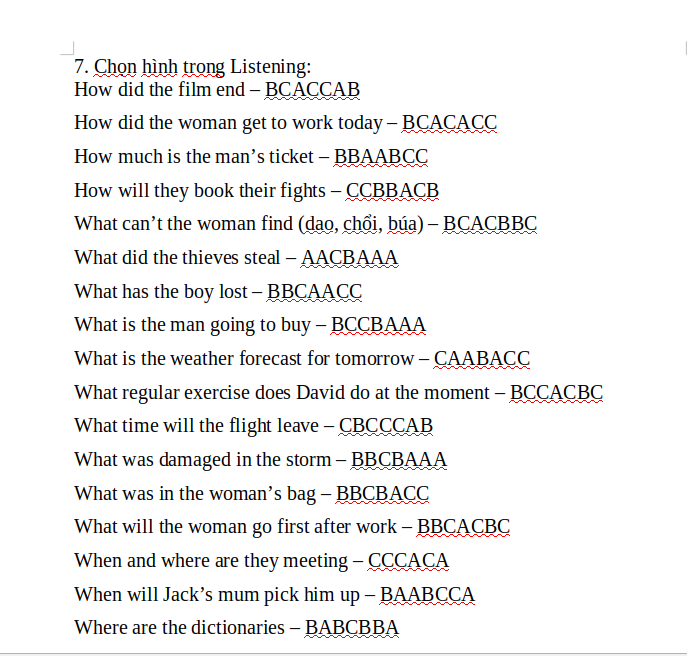 7. Chọn hình trong Listening:
How did the film end – BCACCAB
How did the woman get to work today – BCACACC
How much is the man’s ticket – BBAABCC
How will they book their fights – CCBBACB
What can’t the woman find (dao, chổi, búa) – BCACBBC
What did the thieves steal – AACBAAA
What has the boy lost – BBCAACC
What is the man going to buy – BCCBAAA
What is the weather forecast for tomorrow – CAABACC
What regular exercise does David do at the moment – BCCACBC
What time will the flight leave – CBCCCAB
What was damaged in the storm – BBCBAAA
What was in the woman’s bag – BBCBACC
What will the woman go first after work – BBCACBC
When and where are they meeting – CCCACA
When will Jack’s mum pick him up – BAABCCA
Where are the dictionaries – BABCBBA